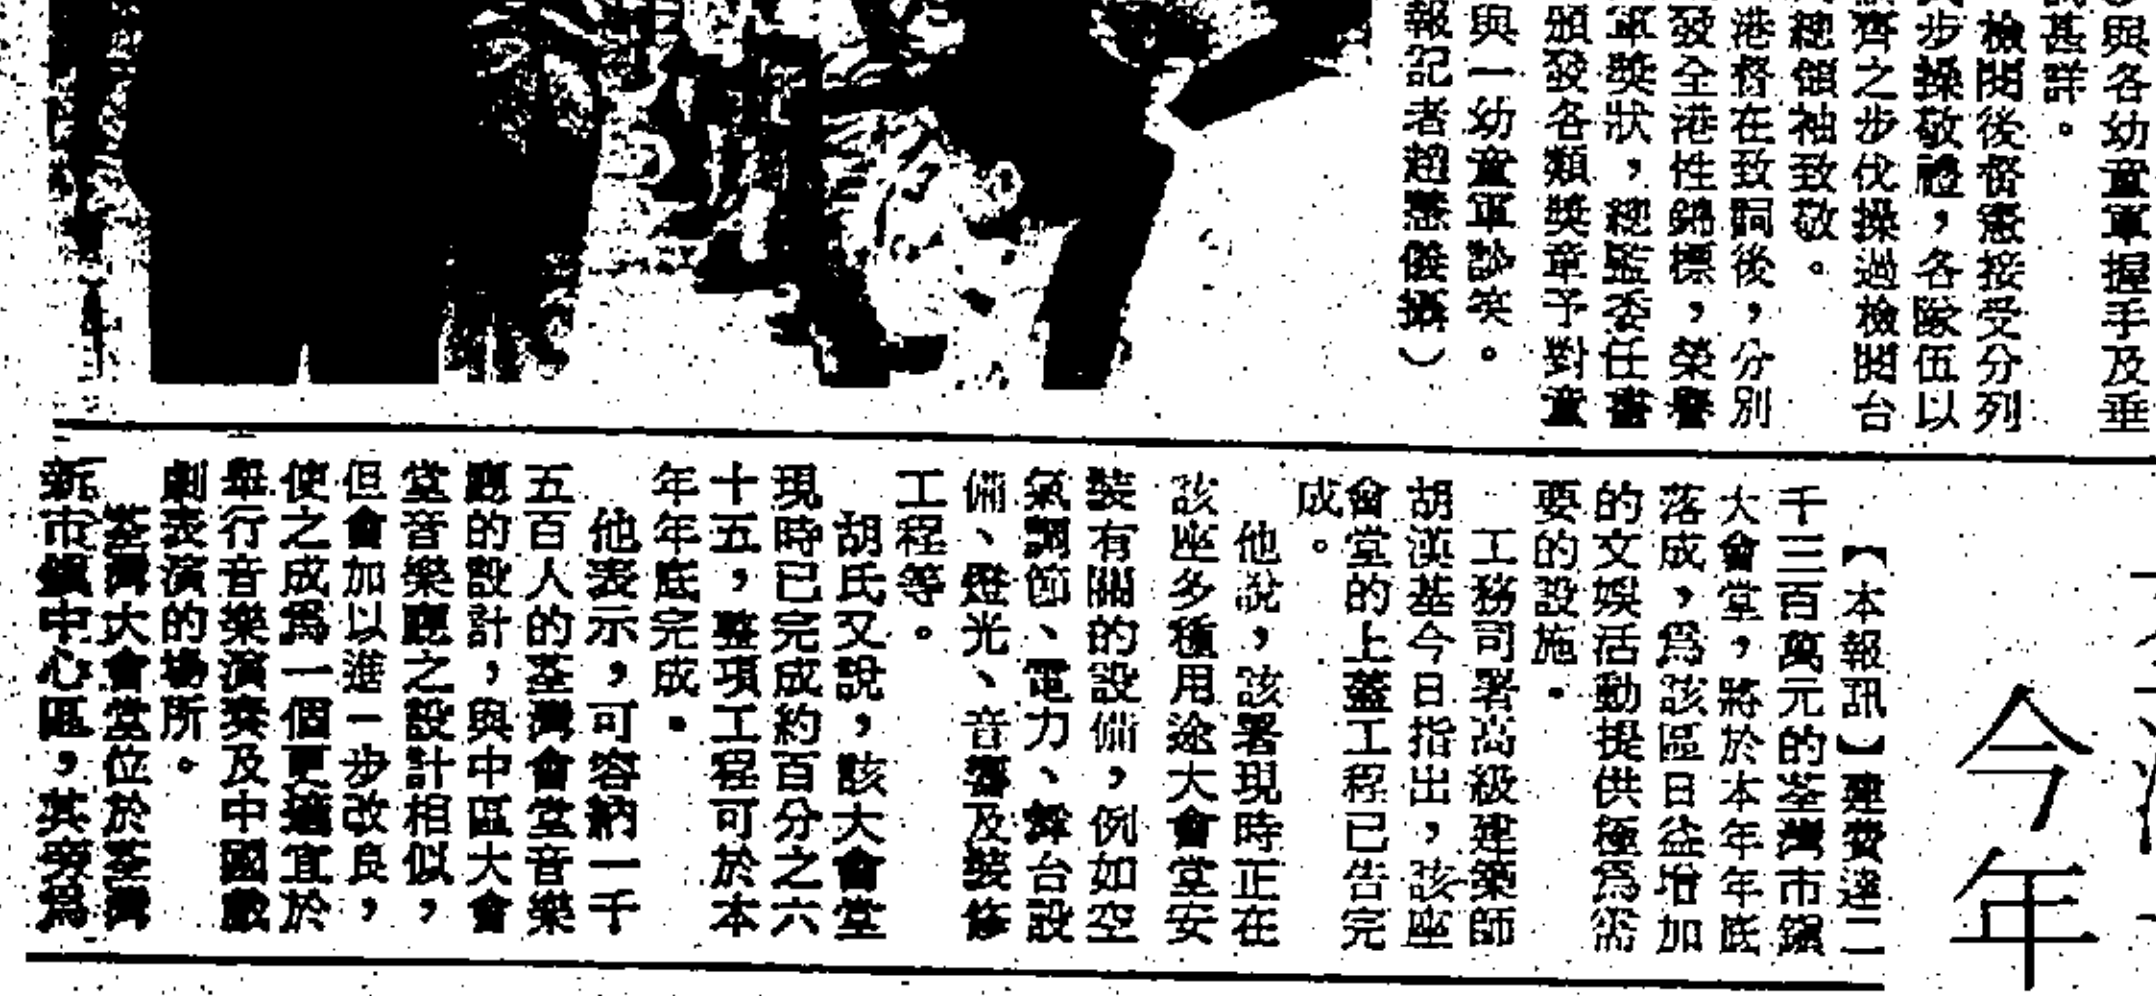 與各幼童軍握手及垂
甚詳。
檢閱後督憲接受分列
步操敬禮，各隊伍以
齊之步伐操過檢閱台
總領袖致敬。
港督在致詞後，分別
發全港性錦標，榮譽
軍獎狀，總監委任書
頒發各類獎章予對童
與一幼童軍談笑。
報記者趙慧儀攝）
今年
【本報訊】建費達二
千三百萬元的荃灣市鎮
大會堂，將於本年年底
落成，為該區日益增加
的文娛活動提供極為需
要的設施。
工務司署高級建築師
胡漢基今日指出，該座
會堂的上蓋工程已告完
成。
他說，該署現時正在
該座多種用途大會堂安
裝有關的設備，例如空
氣調節、電力、舞台設
備、燈光、音響及裝修
工程等。
胡氏又說，該大會堂
現時已完成約百分之六
十五，整項工程可於本
年年底完成。
他表示，可容納一千
五百人的荃灣會堂音樂
廳的設計，與中區大會
堂音樂廳之設計相似，
但會加以進一步改良，
使之成為一個更適宜於
舉行音樂演奏及中國戲
劇表演的場所。
荃灣大會堂位於荃灣
新市鎮中心區，其旁為